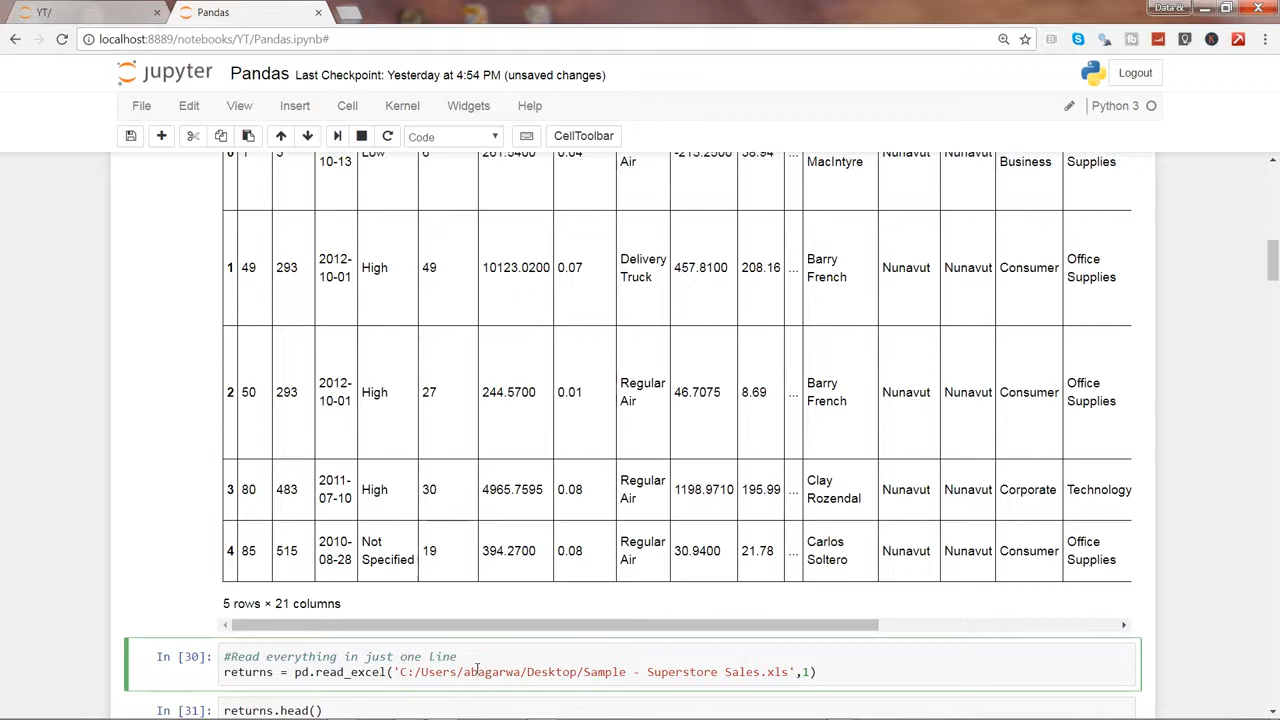 YT/ × Pandas × Data &
localhost:8889/notebooks/YT/Pandas.ipynb#
jupyter Pandas Last Checkpoint: Yesterday at 4:54 PM (unsaved changes) Logout
File Edit View Insert Cell Kernel Widgets Help Python 3
Code CellToolbar
10-13 Air MacIntyre Nunavut Nunavut Business Supplies
2012- Delivery Barry Office
1 49 293 High 49 10123.0200 0.07 457.8100 208.16 ... Nunavut Nunavut Consumer
10-01 Truck French Supplies
2012- Regular Barry Office
2 50 293 High 27 244.5700 0.01 46.7075 8.69 ... Nunavut Nunavut Consumer
10-01 Air French Supplies
2011- Regular Clay
3 80 483 High 30 4965.7595 0.08 1198.9710 195.99 ... Nunavut Nunavut Corporate Technology
07-10 Air Rozendal
2010- Not Regular Carlos Office
4 85 515 19 394.2700 0.08 30.9400 21.78 ... Nunavut Nunavut Consumer
08-28 Specified Air Soltero Supplies
5 rows × 21 columns
In [30]: #Read everything in just one line
returns = pd.read_excel('C:/Users/abagarwa/Desktop/Sample - Superstore Sales.xls',1)
In [31]: returns.head()